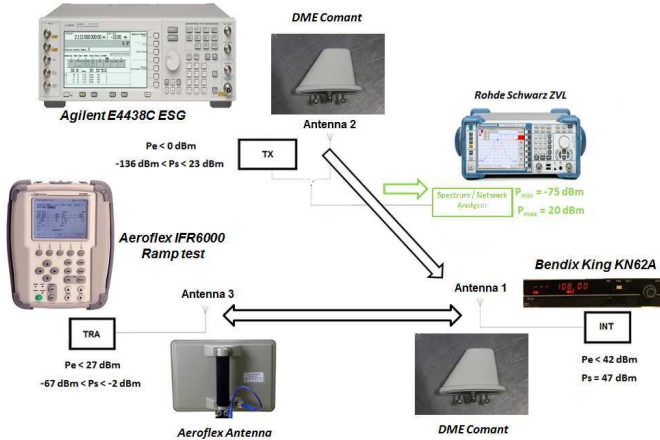 DME Comant
Agilent E4438C ESG
Rohde Schwarz ZVL
Antenna 2
Pe < 0 dBm
-136 dBm < Ps < 23 dBm
TX
Spectrum / Network
Analyzer
Pmin = -75 dBm
Pmax = 20 dBm
Aeroflex IFR6000
Ramp test
Bendix King KN62A
Antenna 3
Antenna 1
108.00
TRA
INT
Pe < 27 dBm
-67 dBm < Ps < -2 dBm
Pe < 42 dBm
Ps = 47 dBm
Aeroflex Antenna
DME Comant